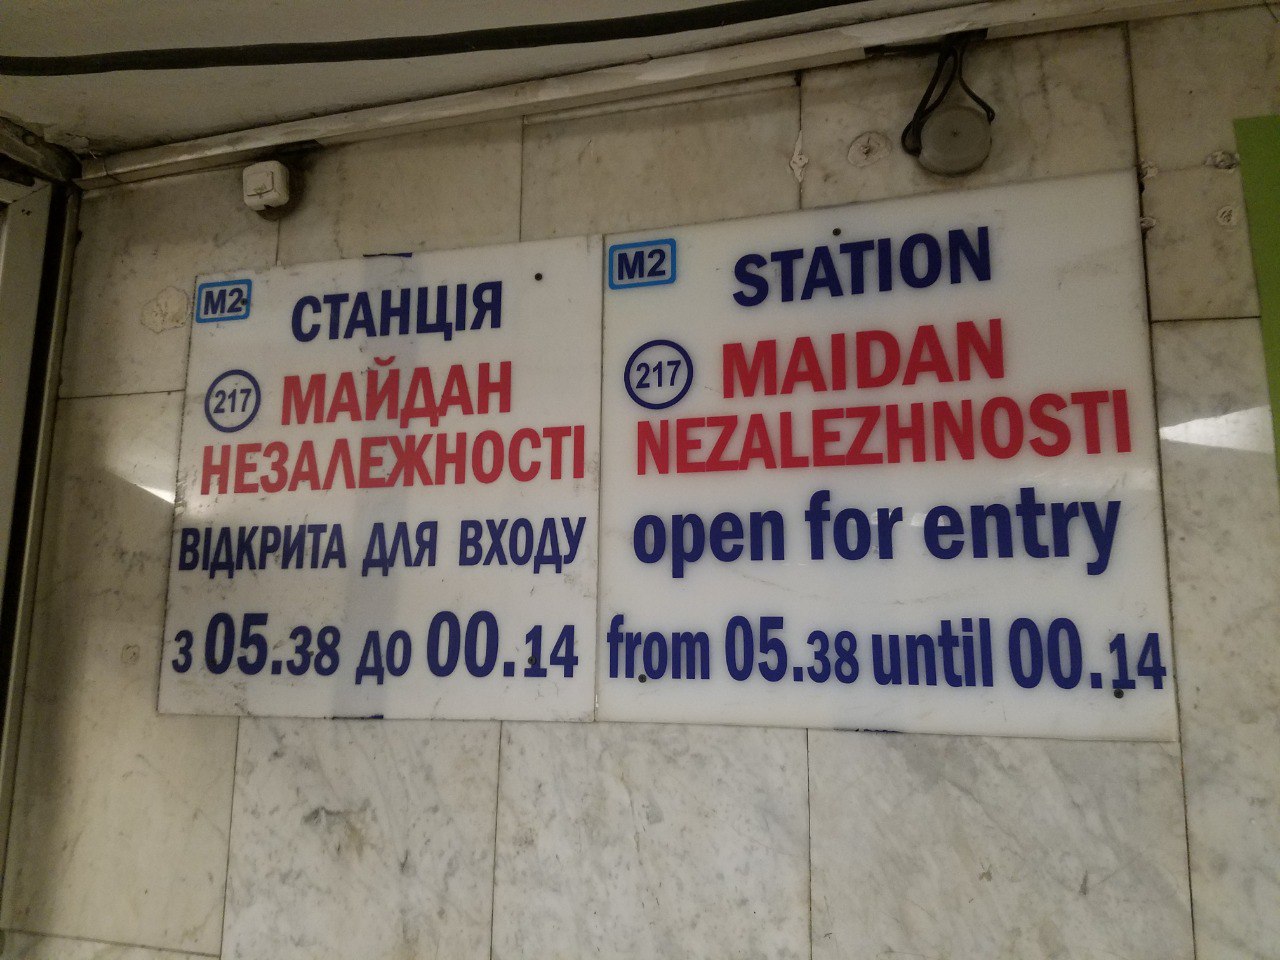 M2
СТАНЦІЯ
217 МАЙДАН
НЕЗАЛЕЖНОСТІ
ВІДКРИТА ДЛЯ ВХОДУ
з 05.38 до 00.14
M2
STATION
217 MAIDAN
NEZALEZHNOSTI
open for entry
from 05.38 until 00.14